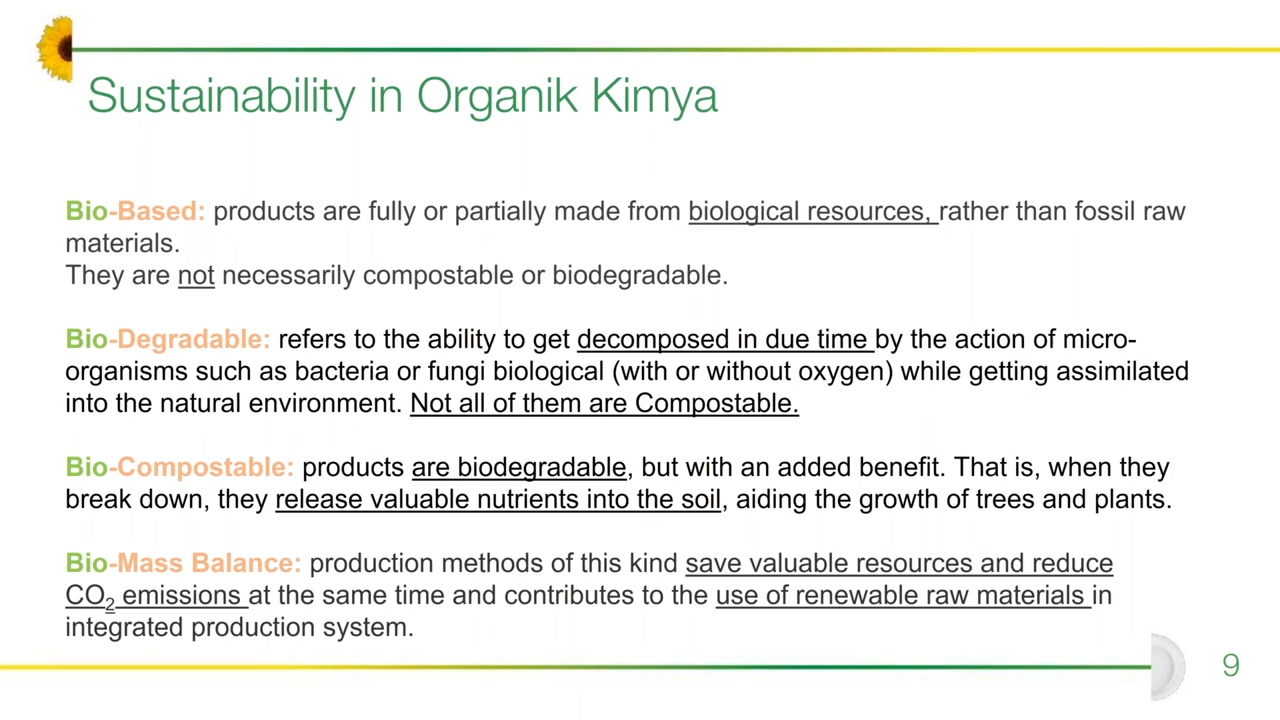 Sustainability in Organik Kimya
Bio-Based: products are fully or partially made from biological resources, rather than fossil raw
materials.
They are not necessarily compostable or biodegradable.
Bio-Degradable: refers to the ability to get decomposed in due time by the action of micro-
organisms such as bacteria or fungi biological (with or without oxygen) while getting assimilated
into the natural environment. Not all of them are Compostable.
Bio-Compostable: products are biodegradable, but with an added benefit. That is, when they
break down, they release valuable nutrients into the soil, aiding the growth of trees and plants.
Bio-Mass Balance: production methods of this kind save valuable resources and reduce
CO₂ emissions at the same time and contributes to the use of renewable raw materials in
integrated production system.
9